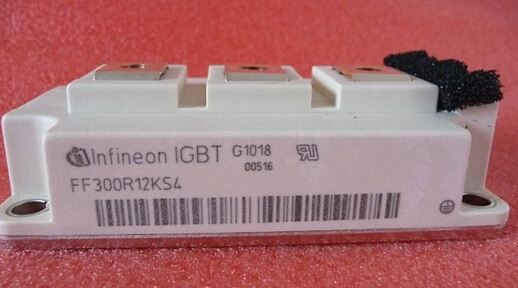 Infineon IGBT G1018
00516
FF300R12KS4